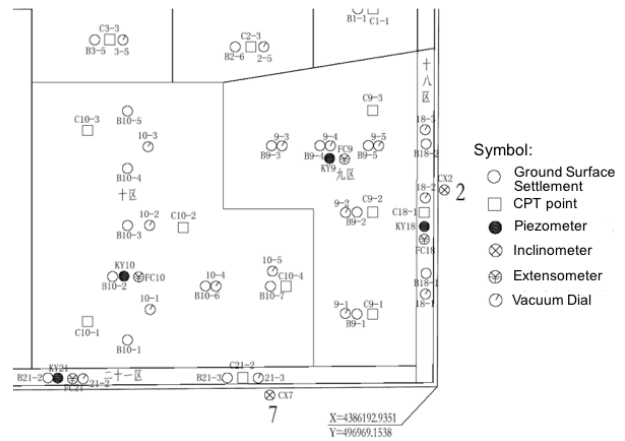 C3-3
B3-5
3-5
C2-3
B2-6
2-5
B1-1
C1-1
十八区
C10-3
B10-5
10-3
B10-4
十区
10-2
C10-2
B10-3
KY10
B10-2
FC10
10-1
C10-1
B10-1
10-4
B10-6
10-5
C10-4
B10-7
C9-3
9-3
B9-3
9-4
FC9
B9-4
KY9
9-5
B9-5
九区
9-2
C9-2
B9-2
9-1
C9-1
B9-1
18-3
B18-2
CX2
2
18-2
C18-1
KY18
FC18
B18-1
18-1
KY21
B21-2
FC21
21-2
二十一区
C21-2
B21-3
21-3
7
CX7
X=4386192.9351
Y=496969.1538
Symbol:
Ground Surface
Settlement
CPT point
Piezometer
Inclinometer
Extensometer
Vacuum Dial